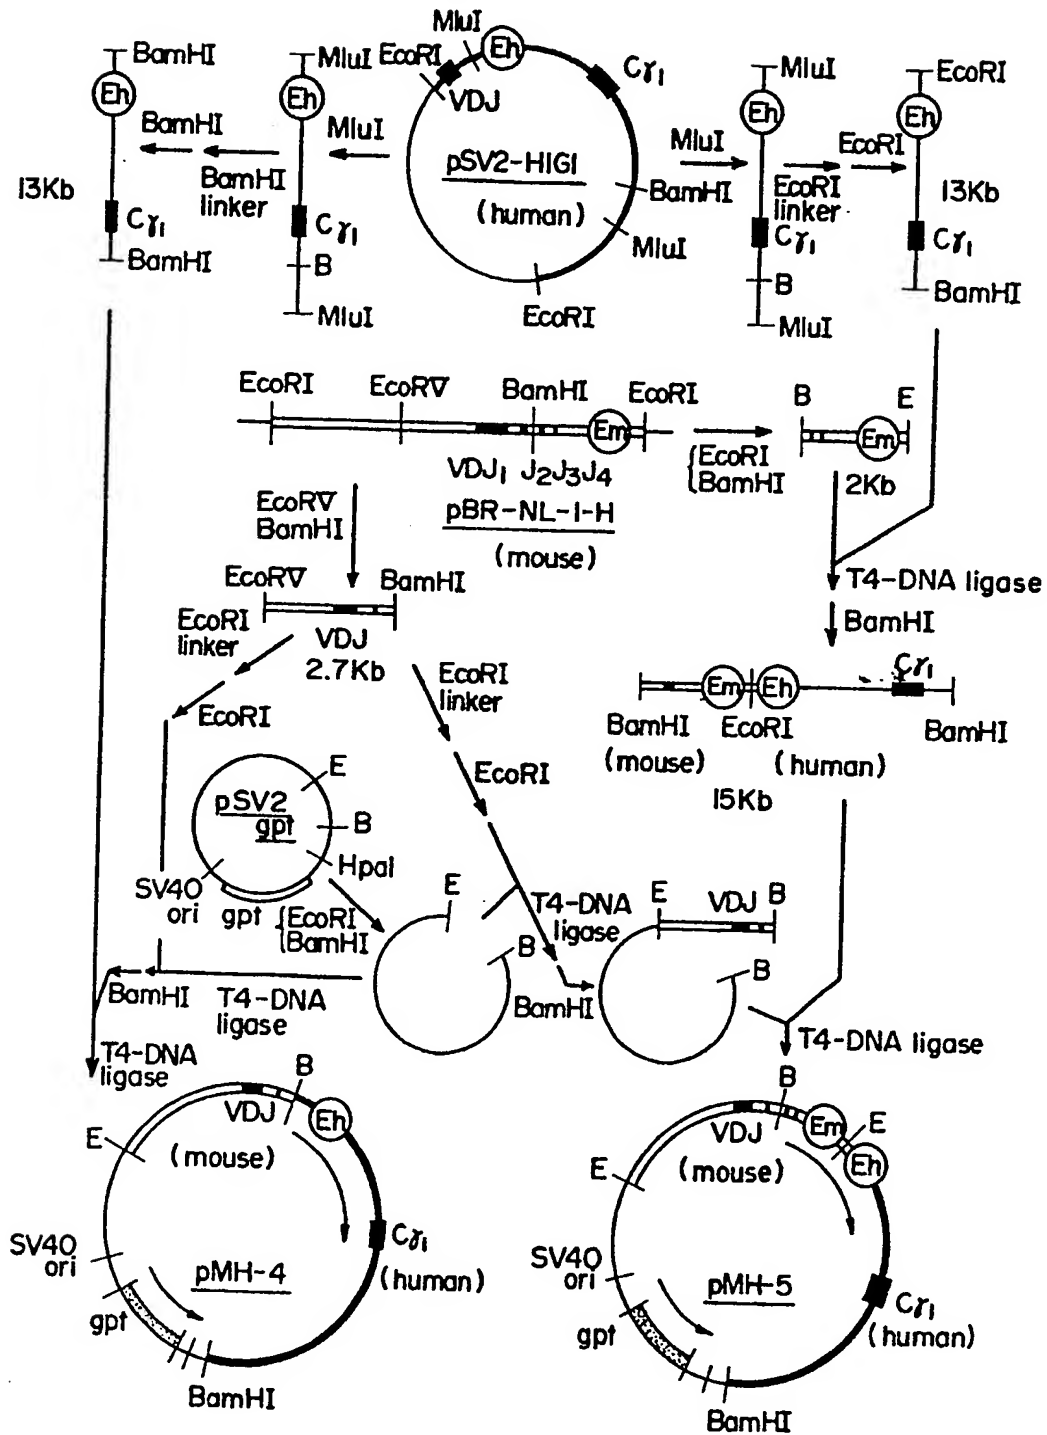 BamHI
Eh
BamHI
13Kb
Cγ1
BamHI
BamHI
linker
MluI
Eh
Cγ1
B
MluI
MluI
MluI
Eh
EcoRI
VDJ
Cγ1
pSV2-HIGI
(human)
BamHI
MluI
EcoRI
MluI
MluI
Eh
EcoRI
linker
Cγ1
B
MluI
EcoRI
EcoRI
Eh
13Kb
Cγ1
BamHI
EcoRI
EcoRV
BamHI
EcoRI
Em
VDJ1 J2J3J4
pBR-NL-1-H
(mouse)
{EcoRI
BamHI
B
E
Em
2Kb
EcoRV
BamHI
T4-DNA ligase
BamHI
EcoRV
BamHI
VDJ
2.7Kb
EcoRI
linker
EcoRI
EcoRI
linker
EcoRI
Em
Eh
Cγ1
BamHI
EcoRI
BamHI
(mouse)
(human)
15Kb
pSV2
gpt
E
B
HpaI
SV40
ori
gpt
{EcoRI
BamHI
E
B
T4-DNA
ligase
BamHI
E
VDJ
B
B
BamHI
T4-DNA
ligase
T4-DNA
ligase
T4-DNA ligase
B
VDJ
Eh
E
(mouse)
SV40
ori
pMH-4
Cγ1
(human)
gpt
BamHI
B
VDJ
Em
E
Eh
E
(mouse)
SV40
ori
pMH-5
Cγ1
(human)
gpt
BamHI